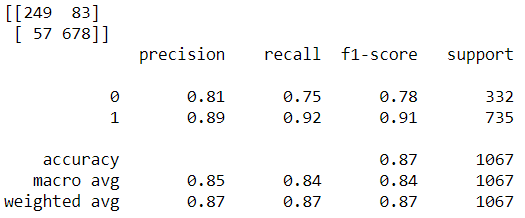 [[249  83]
 [ 57 678]]
              precision    recall  f1-score   support

           0       0.81      0.75      0.78       332
           1       0.89      0.92      0.91       735

    accuracy                           0.87      1067
   macro avg       0.85      0.84      0.84      1067
weighted avg       0.87      0.87      0.87      1067